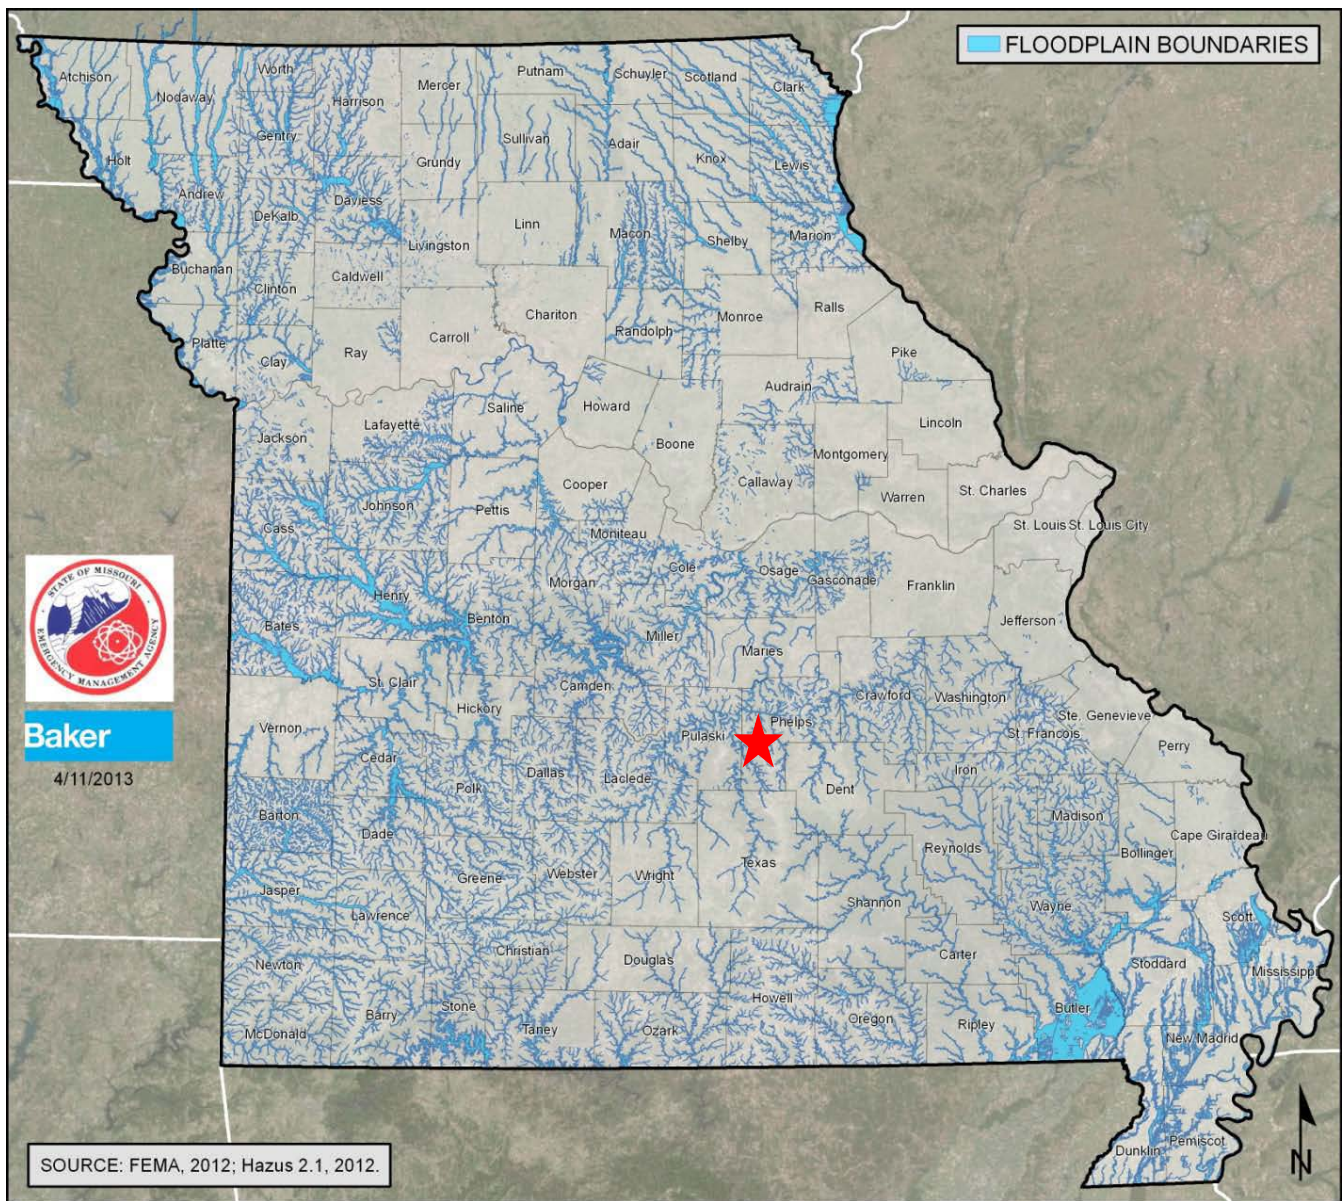 FLOODPLAIN BOUNDARIES
Atchison
Nodaway
Worth
Harrison
Mercer
Putnam
Schuyler
Scotland
Clark
Holt
Gentry
Grundy
Sullivan
Adair
Knox
Lewis
Andrew
DeKalb
Daviess
Livingston
Linn
Macon
Shelby
Marion
Buchanan
Clinton
Caldwell
Carroll
Chariton
Randolph
Monroe
Ralls
Pike
Platte
Clay
Ray
Audrain
Lafayette
Saline
Howard
Boone
Lincoln
Jackson
Montgomery
Cooper
Callaway
Warren
St. Charles
Johnson
Pettis
Cass
Moniteau
St. Louis
St. Louis City
Morgan
Cole
Osage
Gasconade
Franklin
Henry
Benton
Bates
Miller
Maries
Jefferson
St. Clair
Camden
Crawford
Washington
Hickory
Vernon
Pulaski
Phelps
Ste. Genevieve
St. Francois
Perry
Cedar
Dallas
Laclede
Polk
Dent
Iron
Barton
Dade
Madison
Cape Girardeau
Bollinger
Greene
Webster
Wright
Texas
Reynolds
Jasper
Lawrence
Shannon
Wayne
Scott
Christian
Douglas
Carter
Stoddard
Mississippi
Newton
Howell
Stone
Barry
Taney
Ozark
Oregon
Ripley
Butler
McDonald
New Madrid
Dunklin
Pemiscot
STATE OF MISSOURI
EMERGENCY MANAGEMENT AGENCY
Baker
4/11/2013
SOURCE: FEMA, 2012; Hazus 2.1, 2012.
N